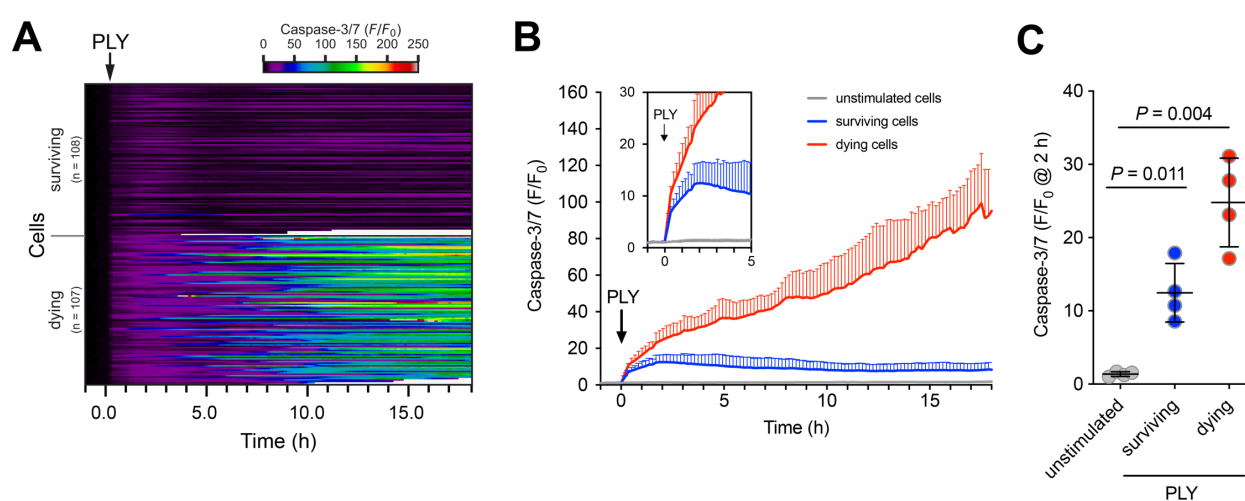 A
PLY
Caspase-3/7 (F/F0)
0 50 100 150 200 250
Cells
surviving
(n = 108)
dying
(n = 107)
0.0 5.0 10.0 15.0
Time (h)
B
Caspase-3/7 (F/F0)
160
140
120
100
80
60
40
20
0
PLY
30
20
10
0
PLY
0 5
unstimulated cells
surviving cells
dying cells
0 5 10 15
Time (h)
C
Caspase-3/7 (F/F0 @ 2 h)
40
30
20
10
0
P = 0.004
P = 0.011
unstimulated
surviving
dying
PLY